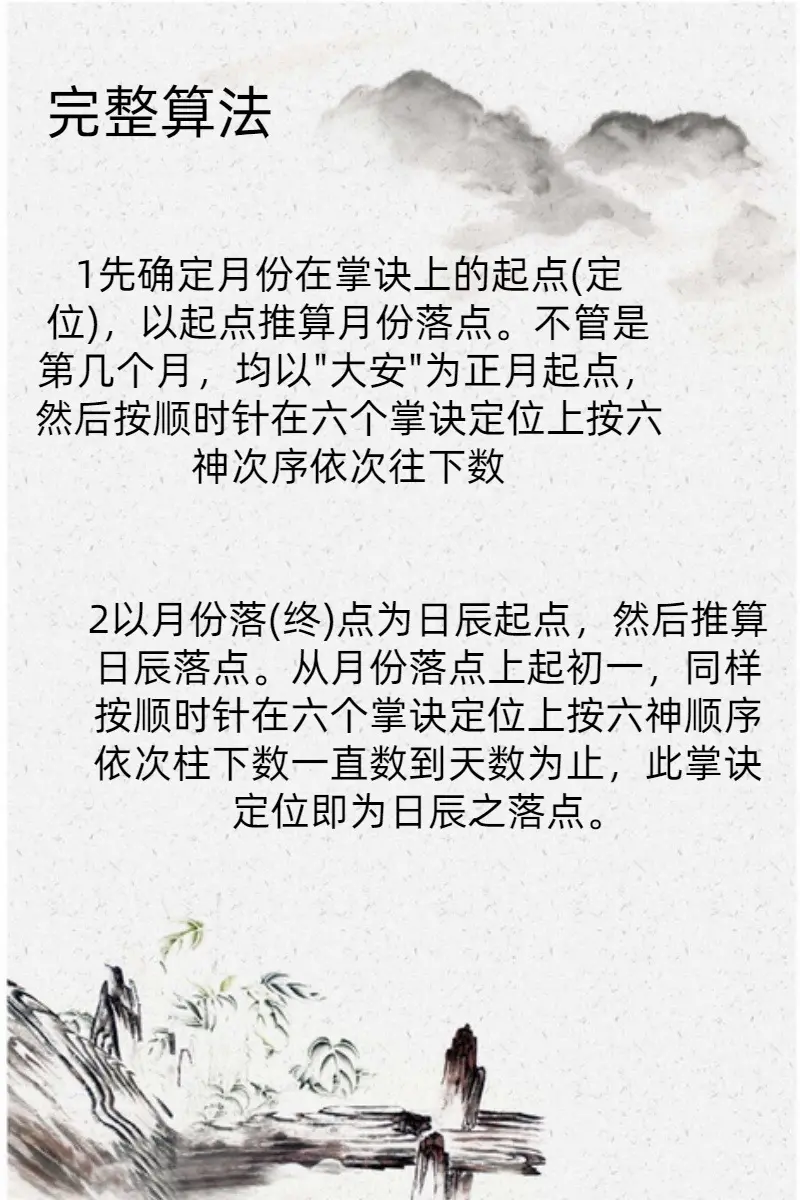 完整算法
1先确定月份在掌诀上的起点(定
位)，以起点推算月份落点。不管是
第几个月，均以"大安"为正月起点，
然后按顺时针在六个掌诀定位上按六
神次序依次往下数
2以月份落(终)点为日辰起点，然后推算
日辰落点。从月份落点上起初一，同样
按顺时针在六个掌诀定位上按六神顺序
依次柱下数一直数到天数为止，此掌诀
定位即为日辰之落点。